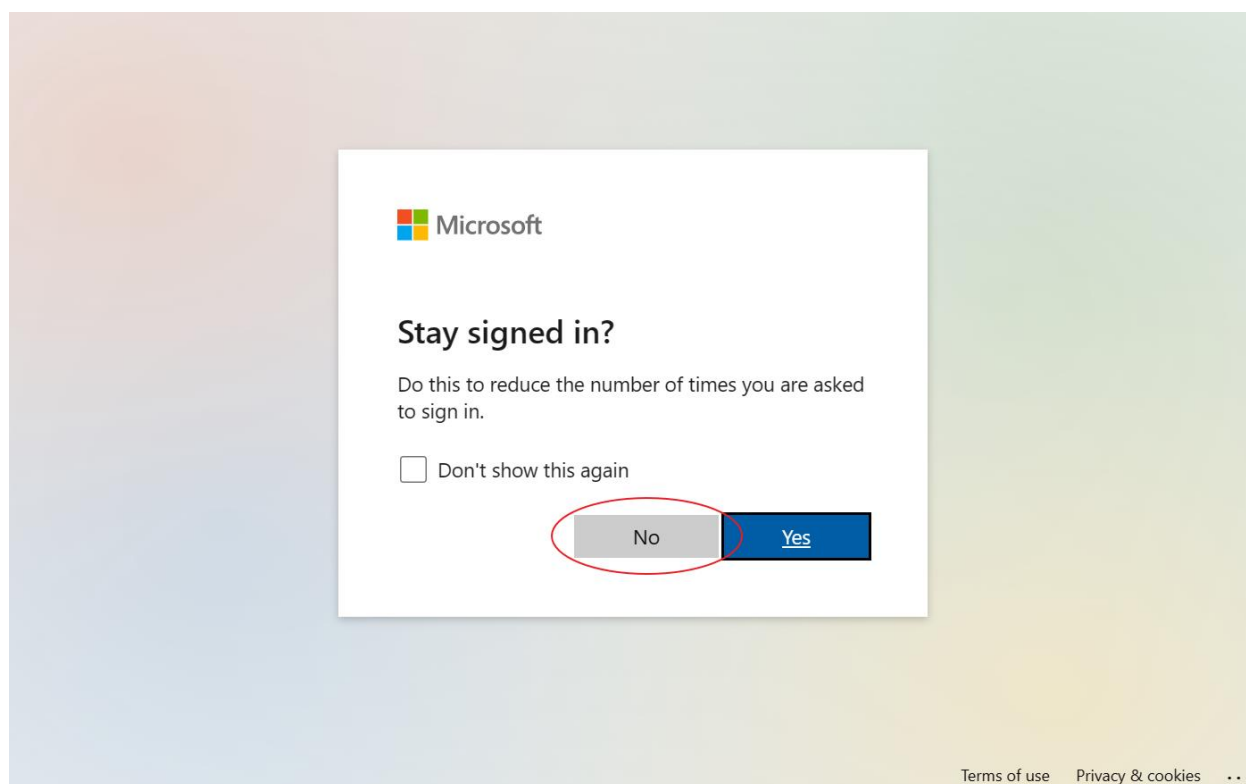 Microsoft
Stay signed in?
Do this to reduce the number of times you are asked
to sign in.
Don't show this again
No Yes
Terms of use Privacy & cookies ..